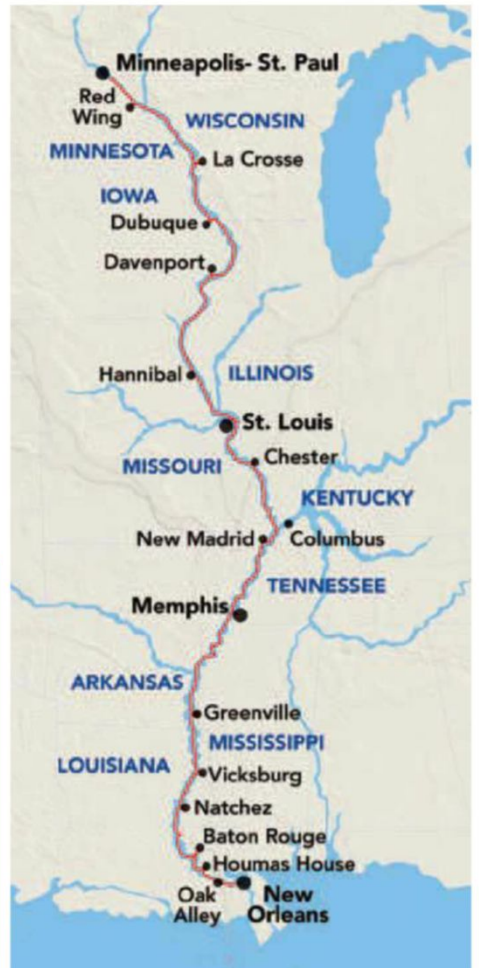 Minneapolis- St. Paul
Red
Wing
WISCONSIN
MINNESOTA
La Crosse
IOWA
Dubuque
Davenport
Hannibal
ILLINOIS
St. Louis
MISSOURI
Chester
KENTUCKY
New Madrid
Columbus
TENNESSEE
Memphis
ARKANSAS
Greenville
MISSISSIPPI
LOUISIANA
Vicksburg
Natchez
Baton Rouge
Houmas House
Oak
Alley
New
Orleans